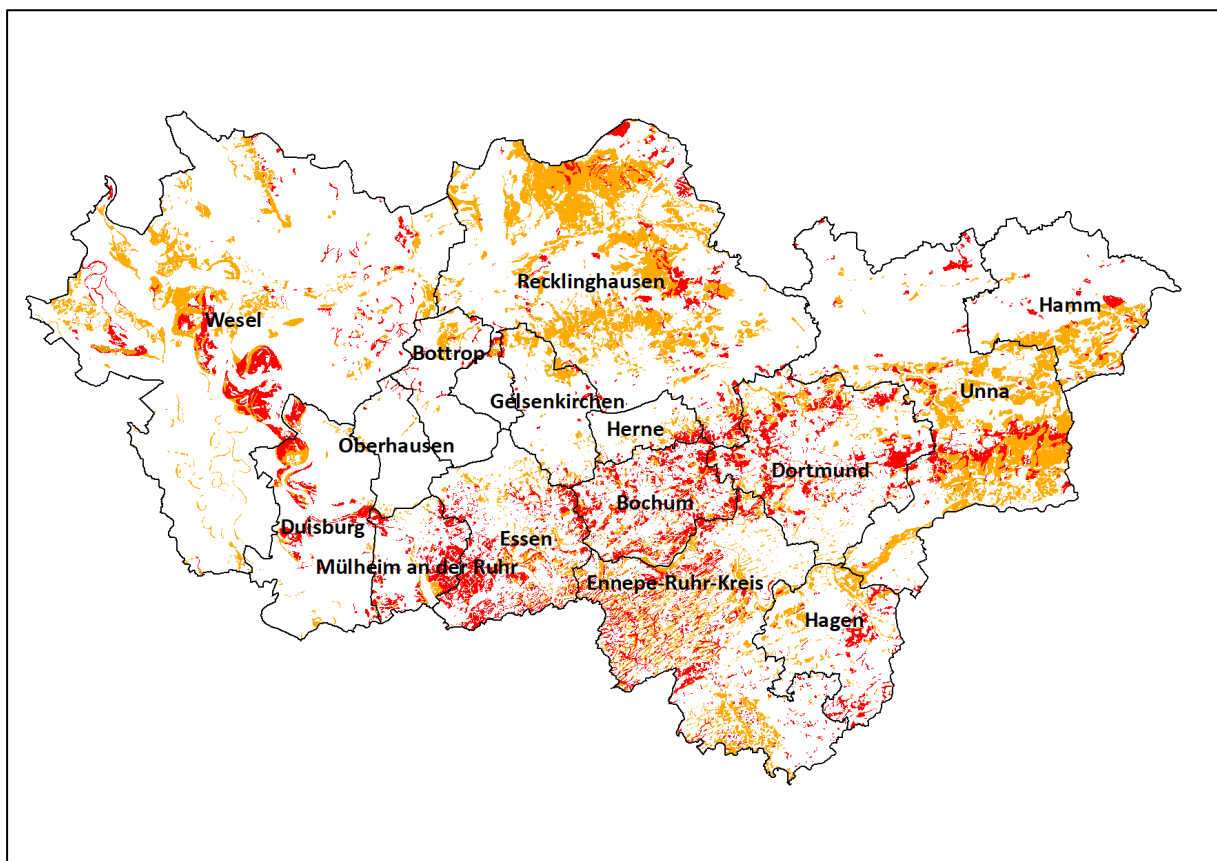 Recklinghausen
Hamm
Wesel
Bottrop
Unna
Gelsenkirchen
Herne
Oberhausen
Dortmund
Bochum
Duisburg
Essen
Mülheim an der Ruhr
Ennepe-Ruhr-Kreis
Hagen